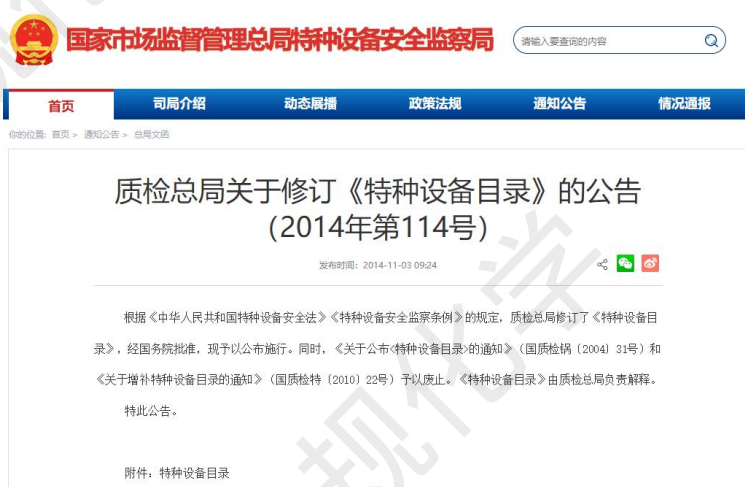 国家市场监督管理总局特种设备安全监察局
请输入要查询的内容
首页 司局介绍 动态展播 政策法规 通知公告 情况通报
你的位置: 首页 > 通知公告 > 总局文函
质检总局关于修订《特种设备目录》的公告
(2014年第114号)
发布时间: 2014-11-03 09:24
根据《中华人民共和国特种设备安全法》《特种设备安全监察条例》的规定, 质检总局修订了《特种设备目
录》, 经国务院批准, 现予以公布施行。同时, 《关于公布<特种设备目录>的通知》(国质检锅〔2004〕31号) 和
《关于增补特种设备目录的通知》(国质检特〔2010〕22号) 予以废止。《特种设备目录》由质检总局负责解释。
特此公告。
附件: 特种设备目录
规化学